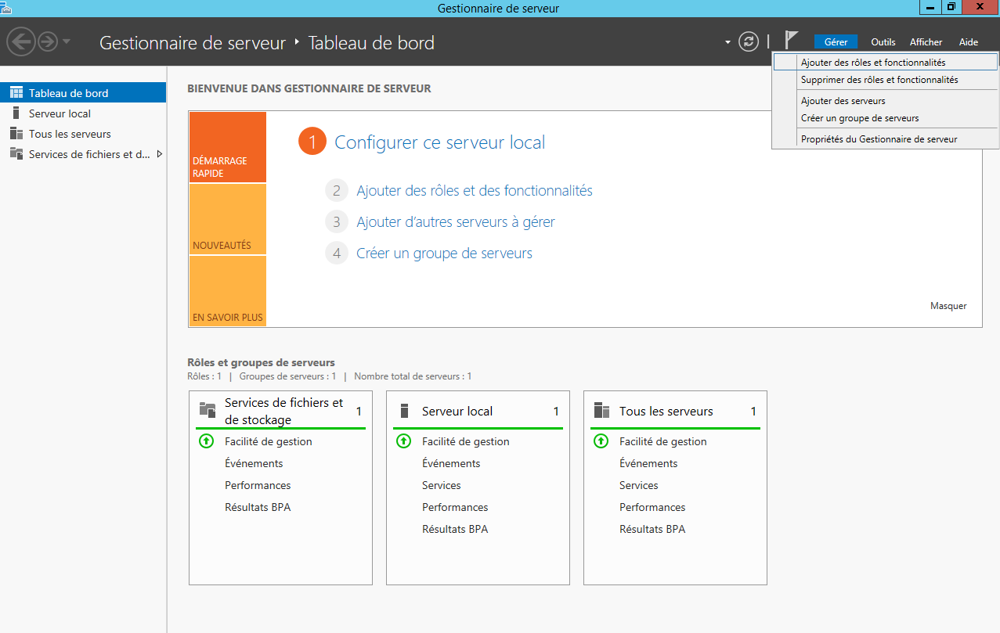 Gestionnaire de serveur
Gestionnaire de serveur ‣ Tableau de bord
Gérer Outils Afficher Aide
Ajouter des rôles et fonctionnalités
Supprimer des rôles et fonctionnalités
Ajouter des serveurs
Créer un groupe de serveurs
Propriétés du Gestionnaire de serveur
Tableau de bord
Serveur local
Tous les serveurs
Services de fichiers et d...
BIENVENUE DANS GESTIONNAIRE DE SERVEUR
DÉMARRAGE
RAPIDE
NOUVEAUTÉS
EN SAVOIR PLUS
1 Configurer ce serveur local
2 Ajouter des rôles et des fonctionnalités
3 Ajouter d’autres serveurs à gérer
4 Créer un groupe de serveurs
Masquer
Rôles et groupes de serveurs
Rôles : 1 | Groupes de serveurs : 1 | Nombre total de serveurs : 1
Services de fichiers et
de stockage 1
Facilité de gestion
Événements
Performances
Résultats BPA
Serveur local 1
Facilité de gestion
Événements
Services
Performances
Résultats BPA
Tous les serveurs 1
Facilité de gestion
Événements
Services
Performances
Résultats BPA